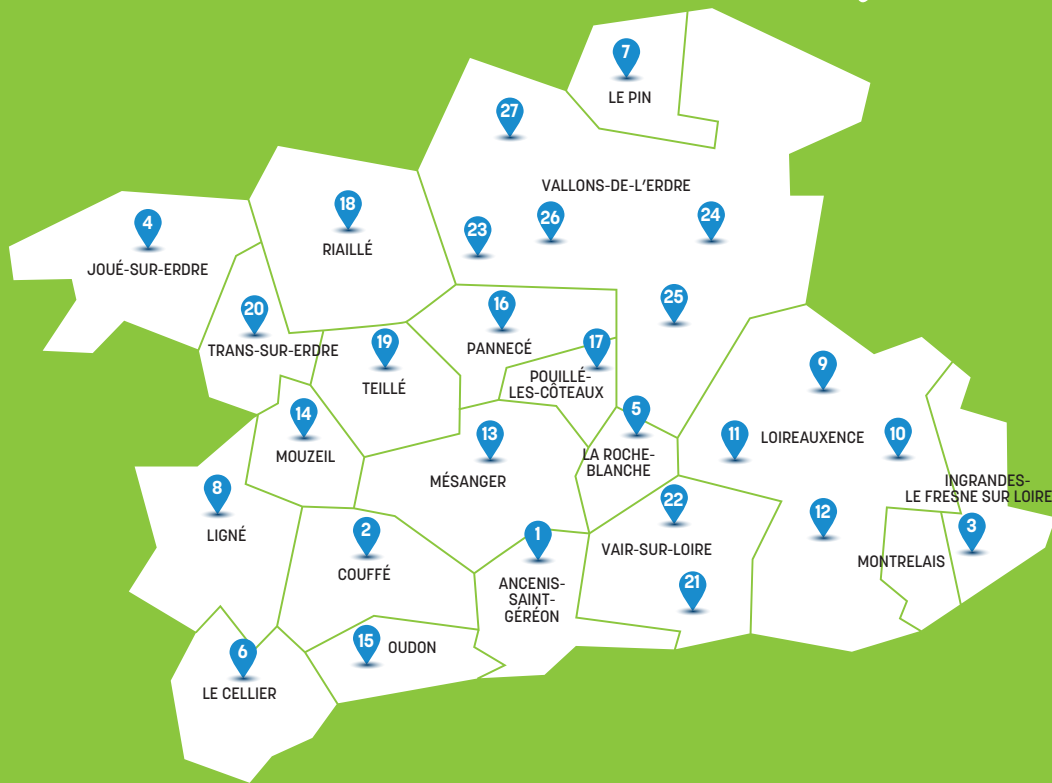 7
LE PIN
27
VALLONS-DE-L'ERDRE
18
RIAILLÉ
4
JOUÉ-SUR-ERDRE
23
26
24
20
TRANS-SUR-ERDRE
16
PANNECÉ
25
19
TEILLÉ
17
POUILLÉ-
LES-CÔTEAUX
9
14
MOUZEIL
13
MÉSANGER
5
LA ROCHE-
BLANCHE
11
LOIREAUXENCE
10
INGRANDES-
LE FRESNE SUR LOIRE
8
LIGNÉ
2
COUFFÉ
1
ANCENIS-
SAINT-
GÉRÉON
22
VAIR-SUR-LOIRE
12
3
MONTRELAIS
21
15
OUDON
6
LE CELLIER